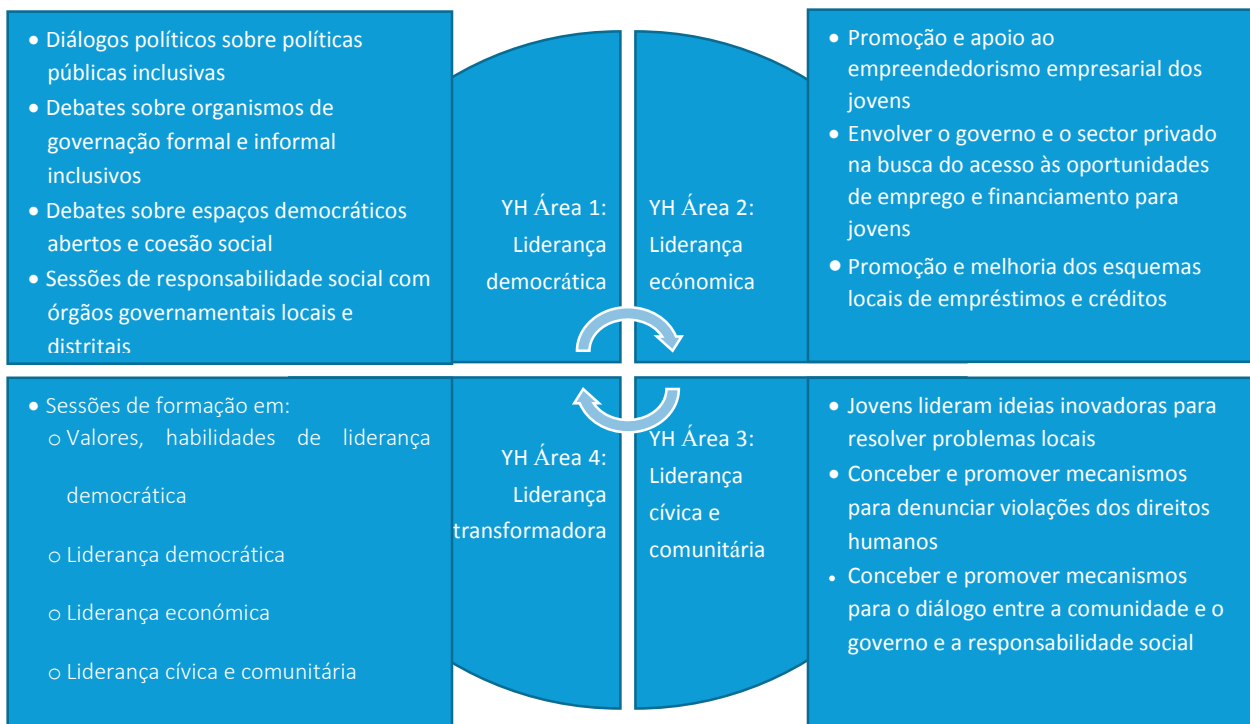 • Diálogos políticos sobre políticas
públicas inclusivas
• Debates sobre organismos de
governação formal e informal
inclusivos
• Debates sobre espaços democráticos
abertos e coesão social
• Sessões de responsabilidade social com
órgãos governamentais locais e
distritais
YH Área 1:
Liderança
democrática
YH Área 2:
Liderança
ecónomica
• Promoção e apoio ao
empreendedorismo empresarial dos
jovens
• Envolver o governo e o sector privado
na busca do acesso às oportunidades
de emprego e financiamento para
jovens
• Promoção e melhoria dos esquemas
locais de empréstimos e créditos
• Sessões de formação em:
o Valores, habilidades de liderança
democrática
o Liderança democrática
o Liderança económica
o Liderança cívica e comunitária
YH Área 4:
Liderança
transformadora
YH Área 3:
Liderança
cívica e
comunitária
• Jovens lideram ideias inovadoras para
resolver problemas locais
• Conceber e promover mecanismos
para denunciar violações dos direitos
humanos
• Conceber e promover mecanismos
para o diálogo entre a comunidade e o
governo e a responsabilidade social